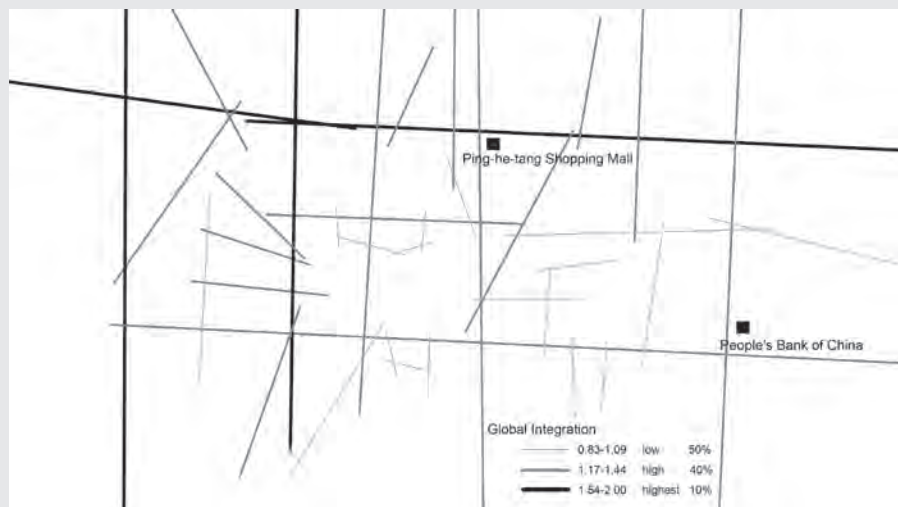 Ping-he-tang Shopping Mall
People's Bank of China
Global Integration
0.83-1.09 low 50%
1.17-1.44 high 40%
1.54-2.00 highest 10%